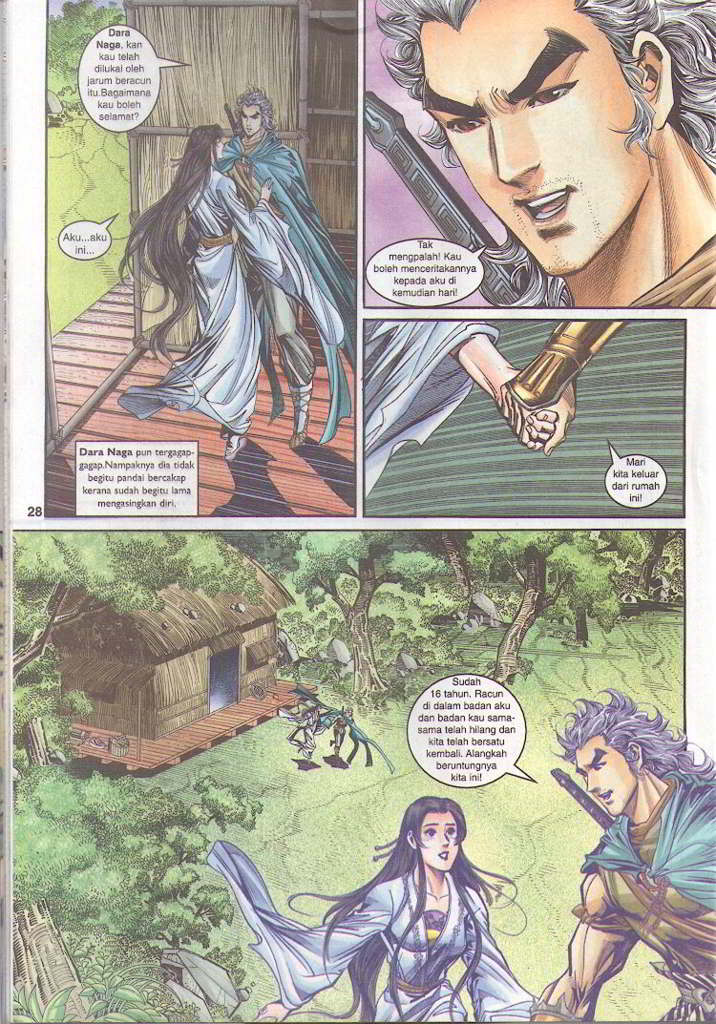 Dara
Naga, kan
kau telah
dilukai oleh
jarum beracun
itu.Bagaimana
kau boleh
selamat?
Aku...aku
ini...
Dara Naga pun tergagap-
gagap.Nampaknya dia tidak
begitu pandai bercakap
kerana sudah begitu lama
mengasingkan diri.
Tak
mengpalah! Kau
boleh menceritakannya
kepada aku di
kemudian hari!
Mari
kita keluar
dari rumah
ini!
28
Sudah
16 tahun. Racun
di dalam badan aku
dan badan kau sama-
sama telah hilang dan
kita telah bersatu
kembali. Alangkah
beruntungnya
kita ini!